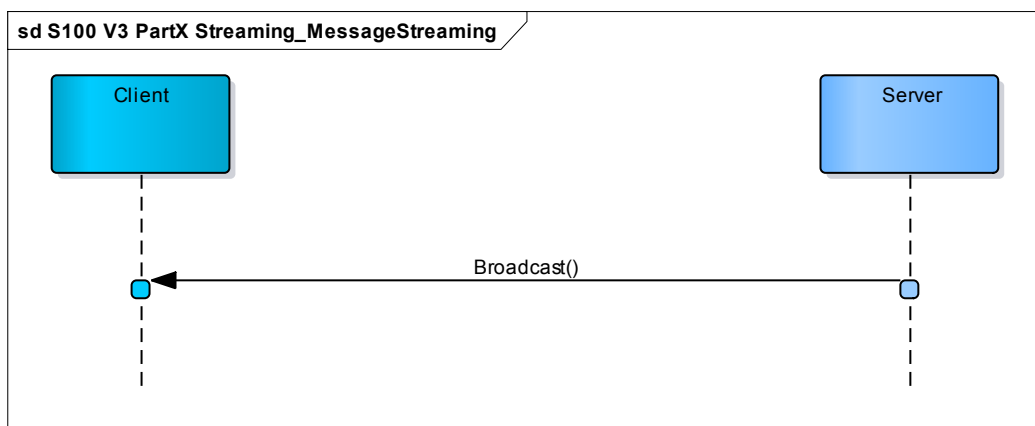 sd S100 V3 PartX Streaming_MessageStreaming
Client
Server
Broadcast()